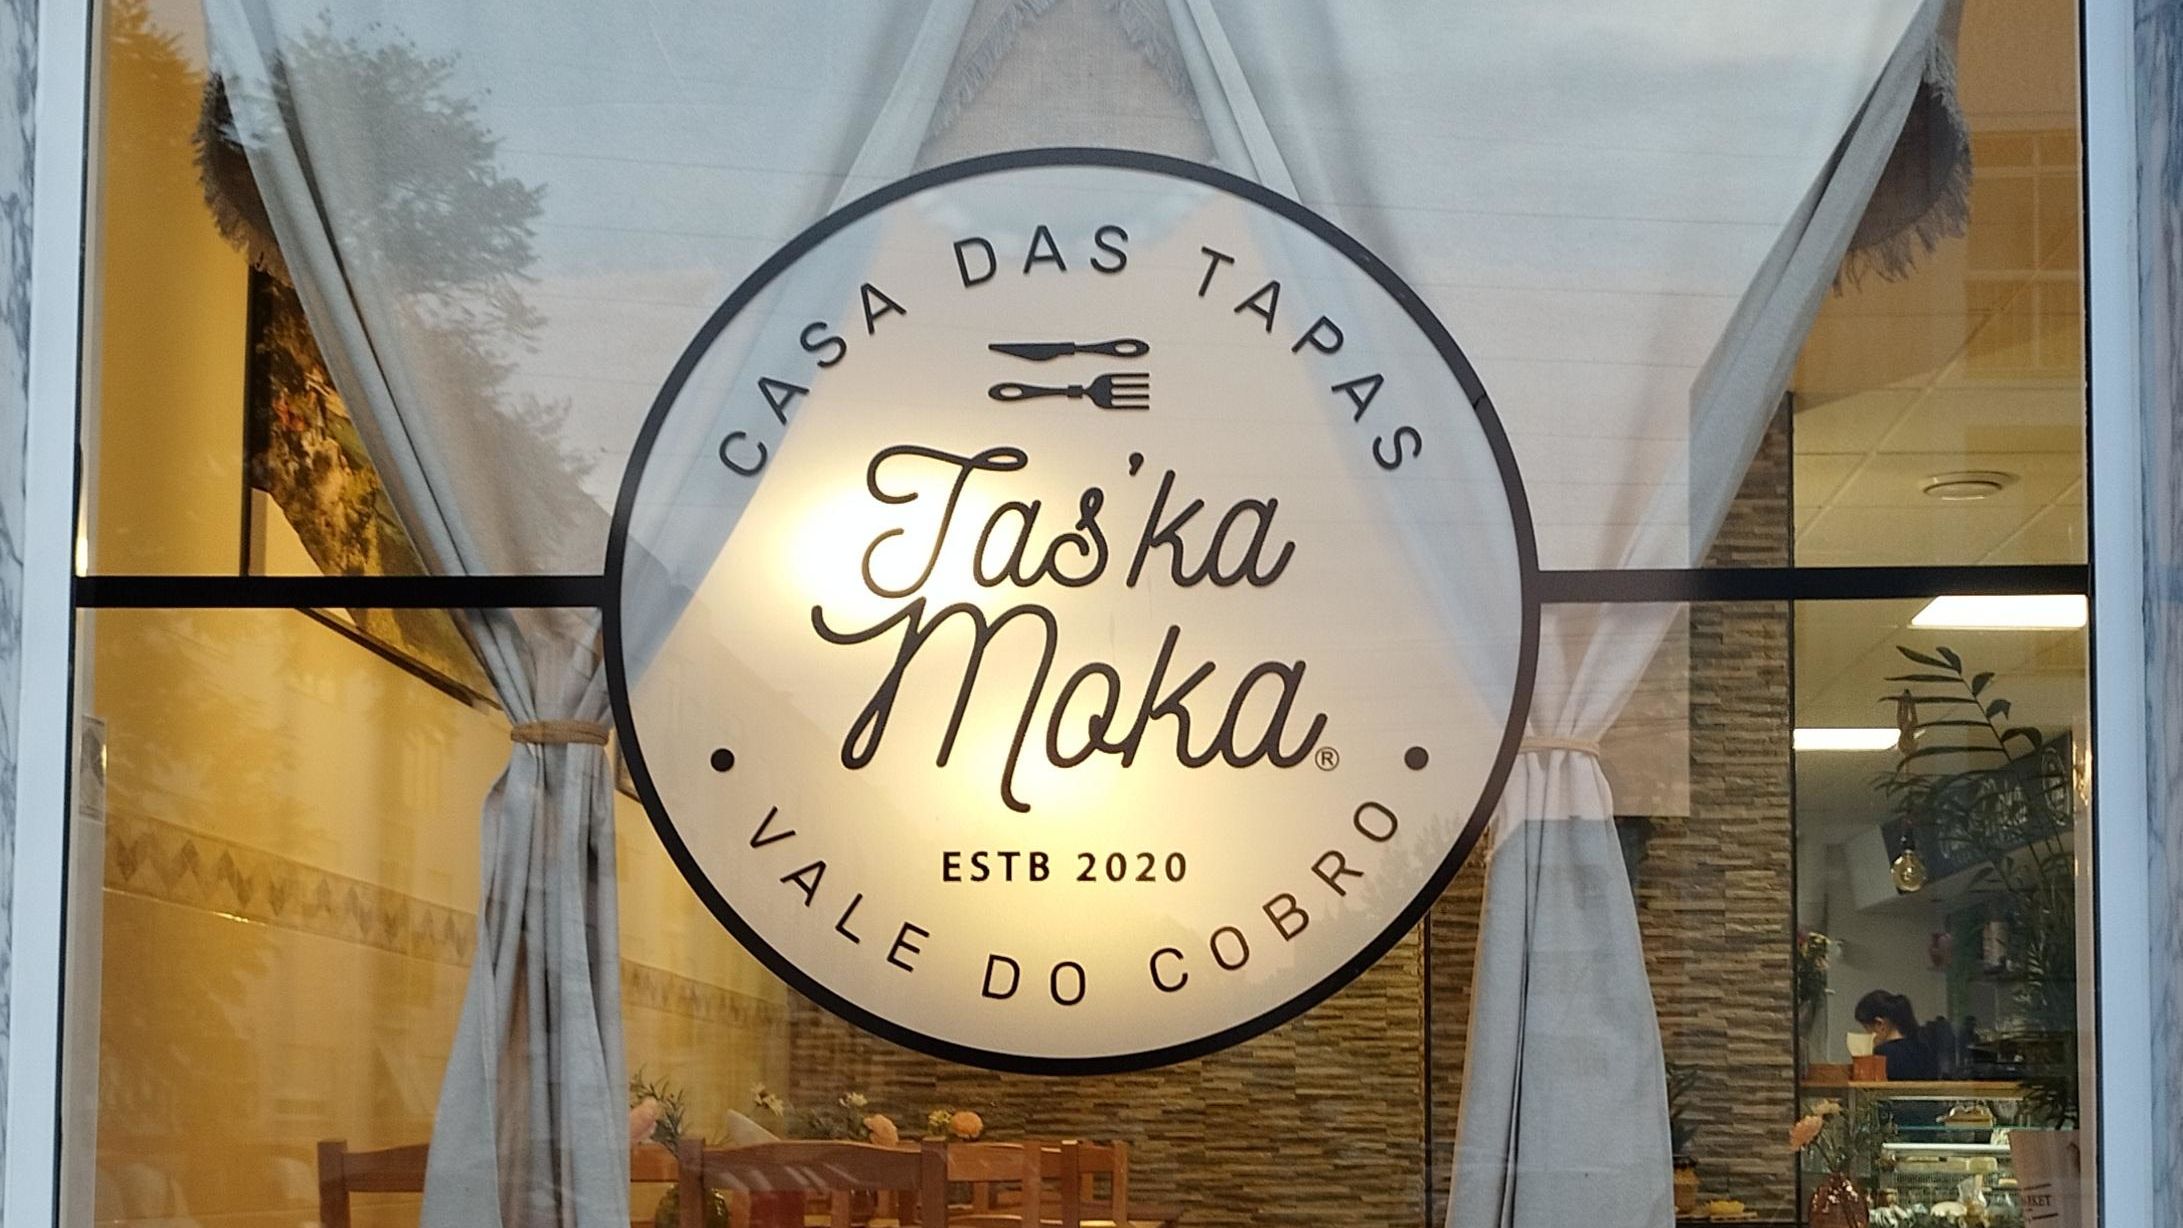 CASA DAS TAPAS
Tas'ka
Moka®
ESTB 2020
• VALE DO COBRO •